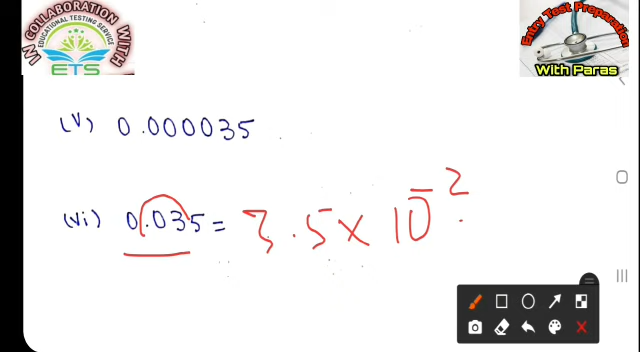 IN COLLABORATION WITH
EDUCATIONAL TESTING SERVICE
ETS
Entry Test Preparation
With Paras
(V) 0.000035
(Vi) 0.035 = 3.5 x 10⁻²